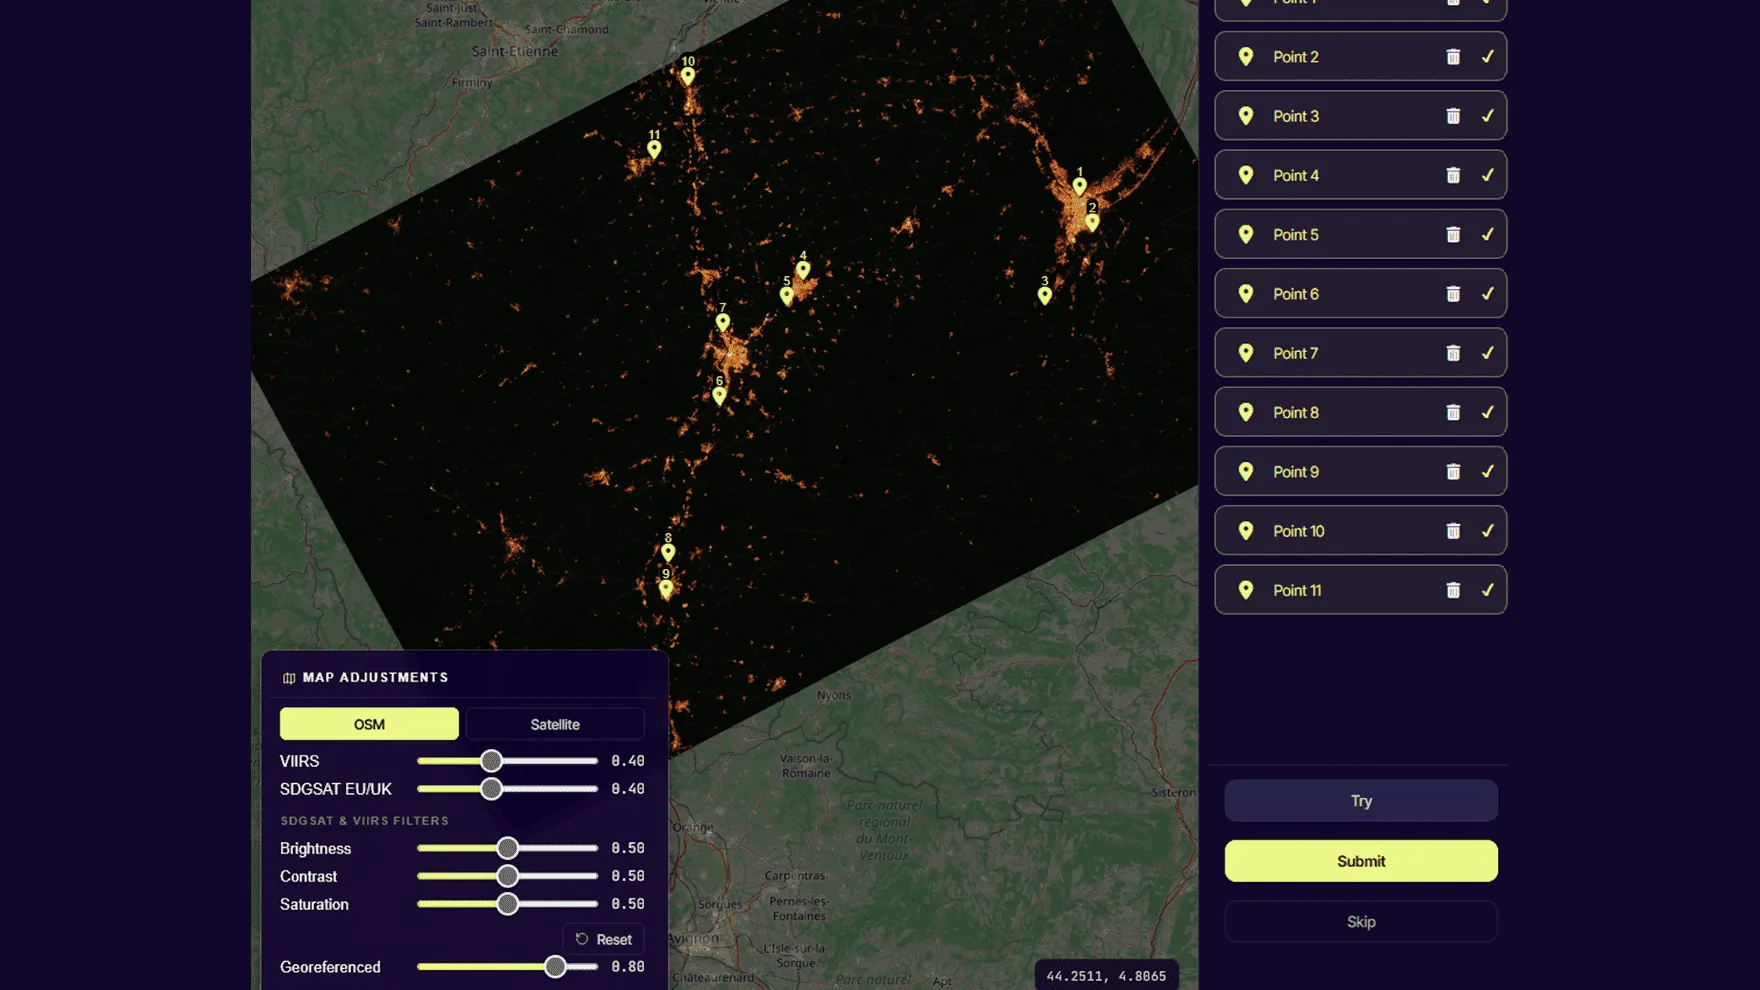 Saint-Just-
Saint-Rambert
Saint-Chamond
Saint-Étienne
Firminy
10
11
1
2
3
4
5
7
6
8
9
Nyons
Vaison-la-
Romaine
Sisteron
Orange
Parc naturel
régional
du Mont-
Ventoux
Carpentras
Pernes-les-
Fontaines
Sorgues
Avignon
L'Isle-sur-la
Sorgue
Châteaurenard
Parc naturel
Apt
44.2511, 4.8065
MAP ADJUSTMENTS
OSM
Satellite
VIIRS 0.40
SDGSAT EU/UK 0.40
SDGSAT & VIIRS FILTERS
Brightness 0.50
Contrast 0.50
Saturation 0.50
Reset
Georeferenced 0.80
Point 1
Point 2
Point 3
Point 4
Point 5
Point 6
Point 7
Point 8
Point 9
Point 10
Point 11
Try
Submit
Skip